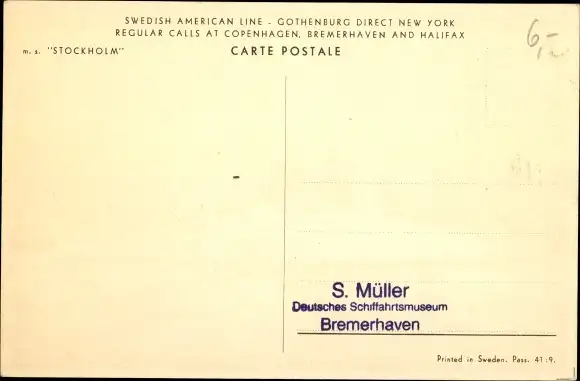 SWEDISH AMERICAN LINE - GOTHENBURG DIRECT NEW YORK
REGULAR CALLS AT COPENHAGEN, BREMERHAVEN AND HALIFAX
m. s. "STOCKHOLM"
CARTE POSTALE
6,-
S. Müller
Deutsches Schiffahrtsmuseum
Bremerhaven
Printed in Sweden. Pass. 41:9.